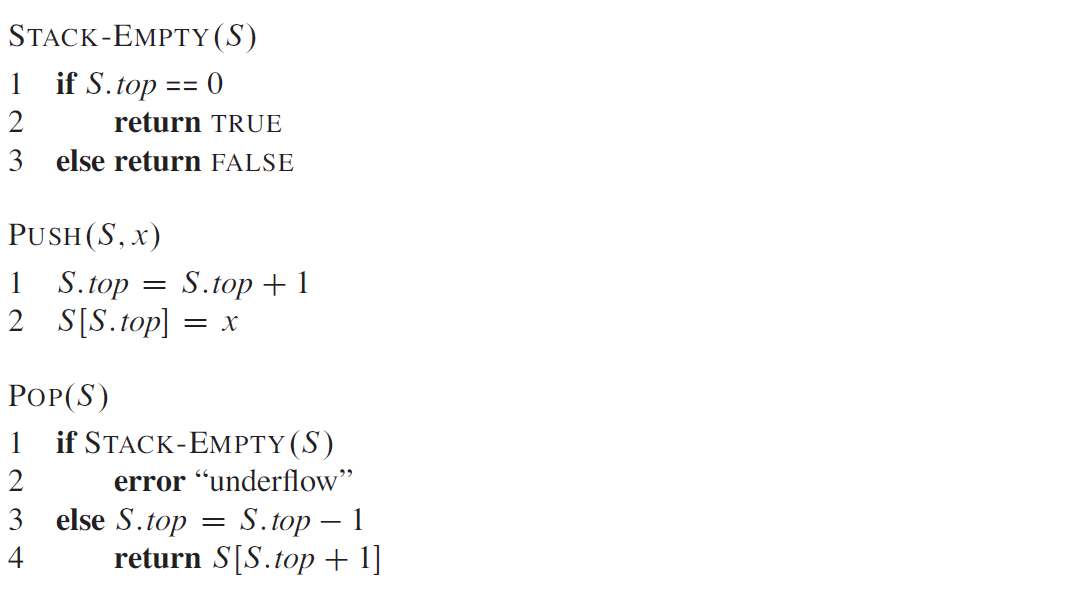 STACK-EMPTY(S)
1 if S.top == 0
2 return TRUE
3 else return FALSE
PUSH(S, x)
1 S.top = S.top + 1
2 S[S.top] = x
POP(S)
1 if STACK-EMPTY(S)
2 error “underflow”
3 else S.top = S.top − 1
4 return S[S.top + 1]